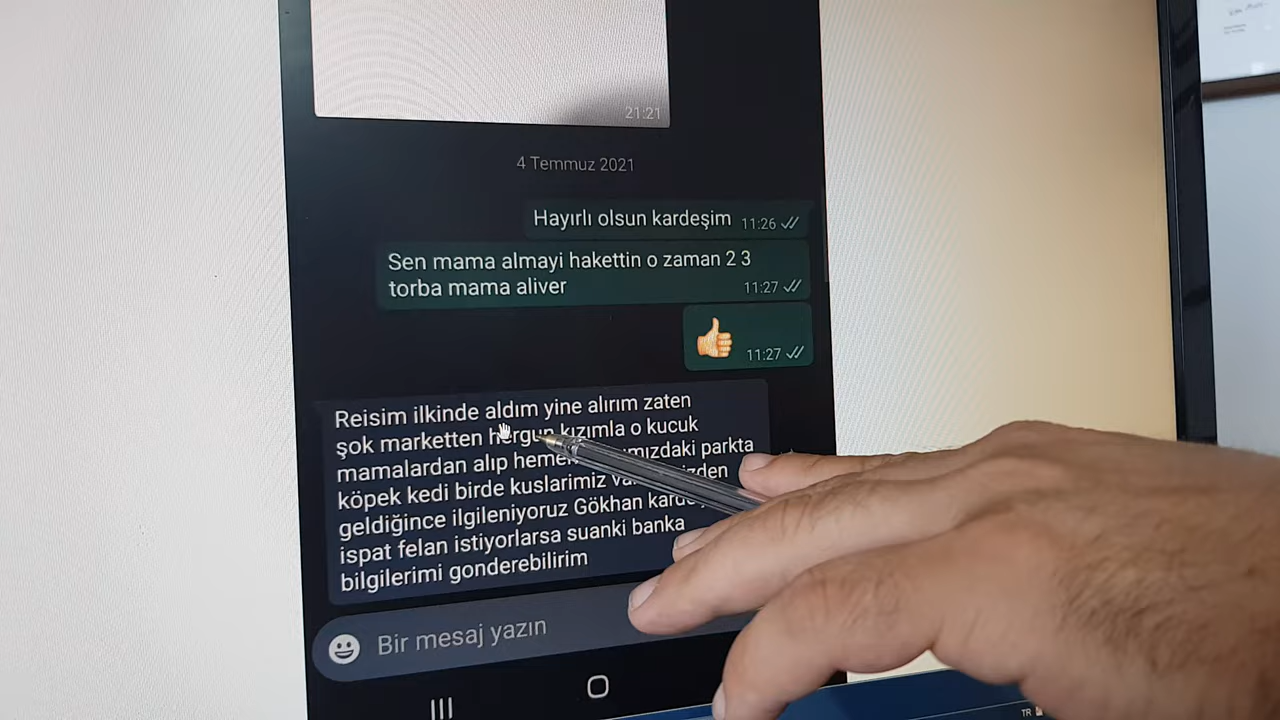 21:21
4 Temmuz 2021
Hayırlı olsun kardeşim 11:26
Sen mama almayi hakettin o zaman 2 3
torba mama aliver 11:27
11:27
Reisim ilkinde aldım yine alırım zaten
şok marketten hergun kızımla o kucuk
mamalardan alıp parkta
köpek kedi birde kuslarimiz
geldiğince ilgileniyoruz Gökhan
ispat felan istiyorlarsa suanki banka
bilgilerimi gonderebilirim
Bir mesaj yazın
TR